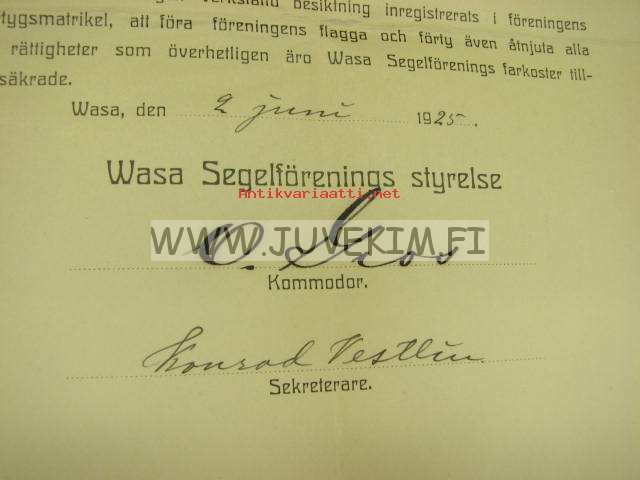 verkställd besiktning inregistrerats i föreningens
tygsmatrikel, att föra föreningens flagga och förty även åtnjuta alla
rättigheter som överhetligen äro Wasa Segelförenings farkoster till-
säkrade.
Wasa, den 2 juni 1925.
Wasa Segelförenings styrelse
Antikvariaatti.net
WWW.JUVEKIM.FI
O.
Kommodor.
Konrad Vestlin
Sekreterare.